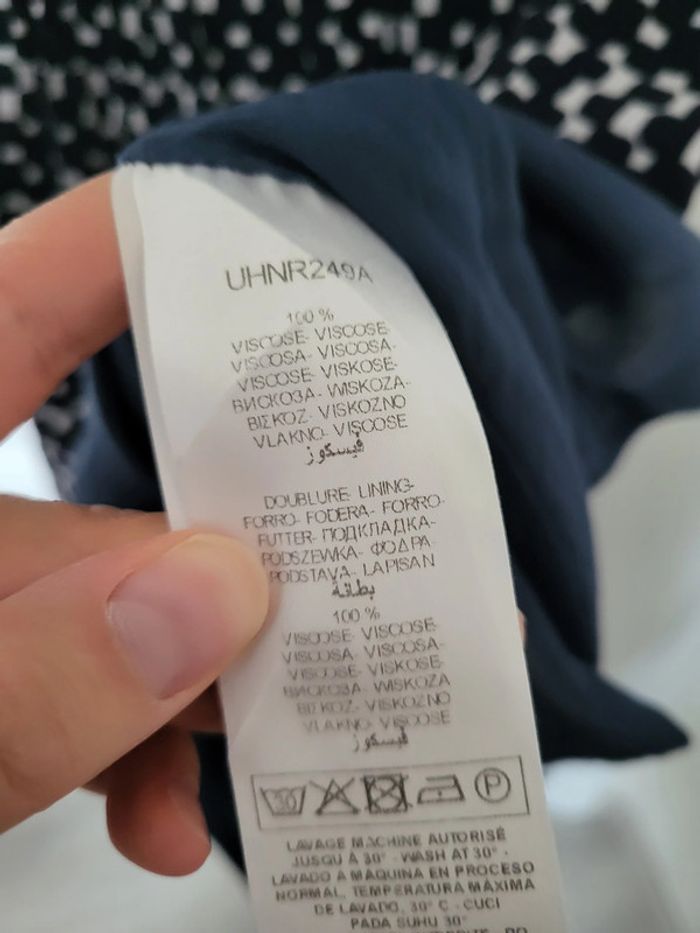 UHNR249A
100 %
VISCOSE- VISCOSE-
VISCOSA- VISCOSA-
VISCOSE- VISKOSE-
ВИСКОЗА- WISKOZA-
ΒΙΣΚΟΖ- VISKOZNO
VLAKNO- VISCOSE
فيسكوز
DOUBLURE- LINING-
FORRO- FODERA- FORRO-
FUTTER- ПОДКЛАДКА-
PODSZEWKA- ΦΟΔΡΑ-
PODSTAVA- LAPISAN
بطانة
100 %
VISCOSE- VISCOSE-
VISCOSA- VISCOSA-
VISCOSE- VISKOSE-
ВИСКОЗА- WISKOZA
ΒΙΣΚΟΖ- VISKOZNO
VLAKNO- VISCOSE
فيسكوز
30 P
LAVAGE MACHINE AUTORISÉ
JUSQU À 30° - WASH AT 30° -
LAVADO A MAQUINA EN PROCESO
NORMAL, TEMPERATURA MÁXIMA
DE LAVADO, 30° C - CUCI
PADA SUHU 30°